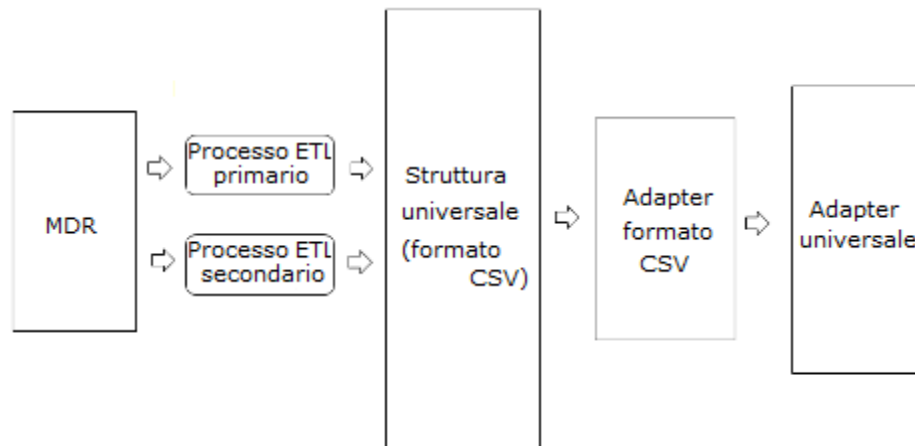 MDR
Processo ETL
primario
Processo ETL
secondario
Struttura
universale
(formato
CSV)
Adapter
formato
CSV
Adapter
universale